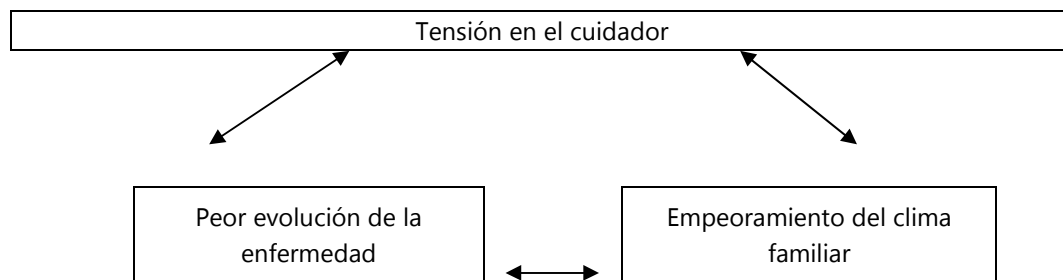 Tensión en el cuidador
Peor evolución de la
enfermedad
Empeoramiento del clima
familiar